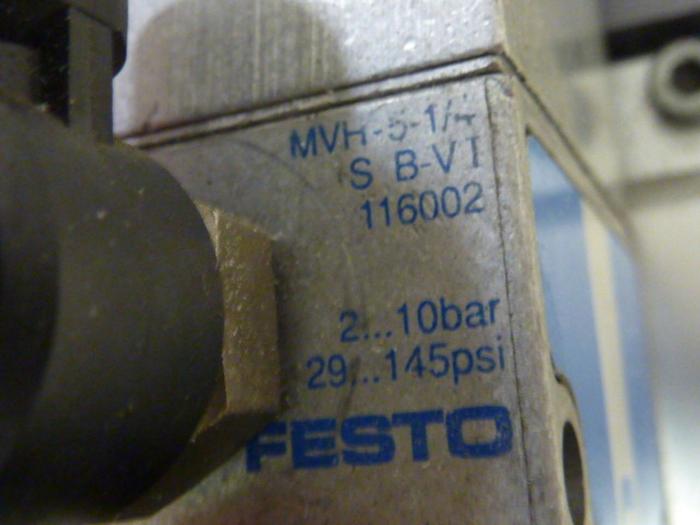 MVH-5-1/4
S B-VI
116002
2...10bar
29...145psi
FESTO